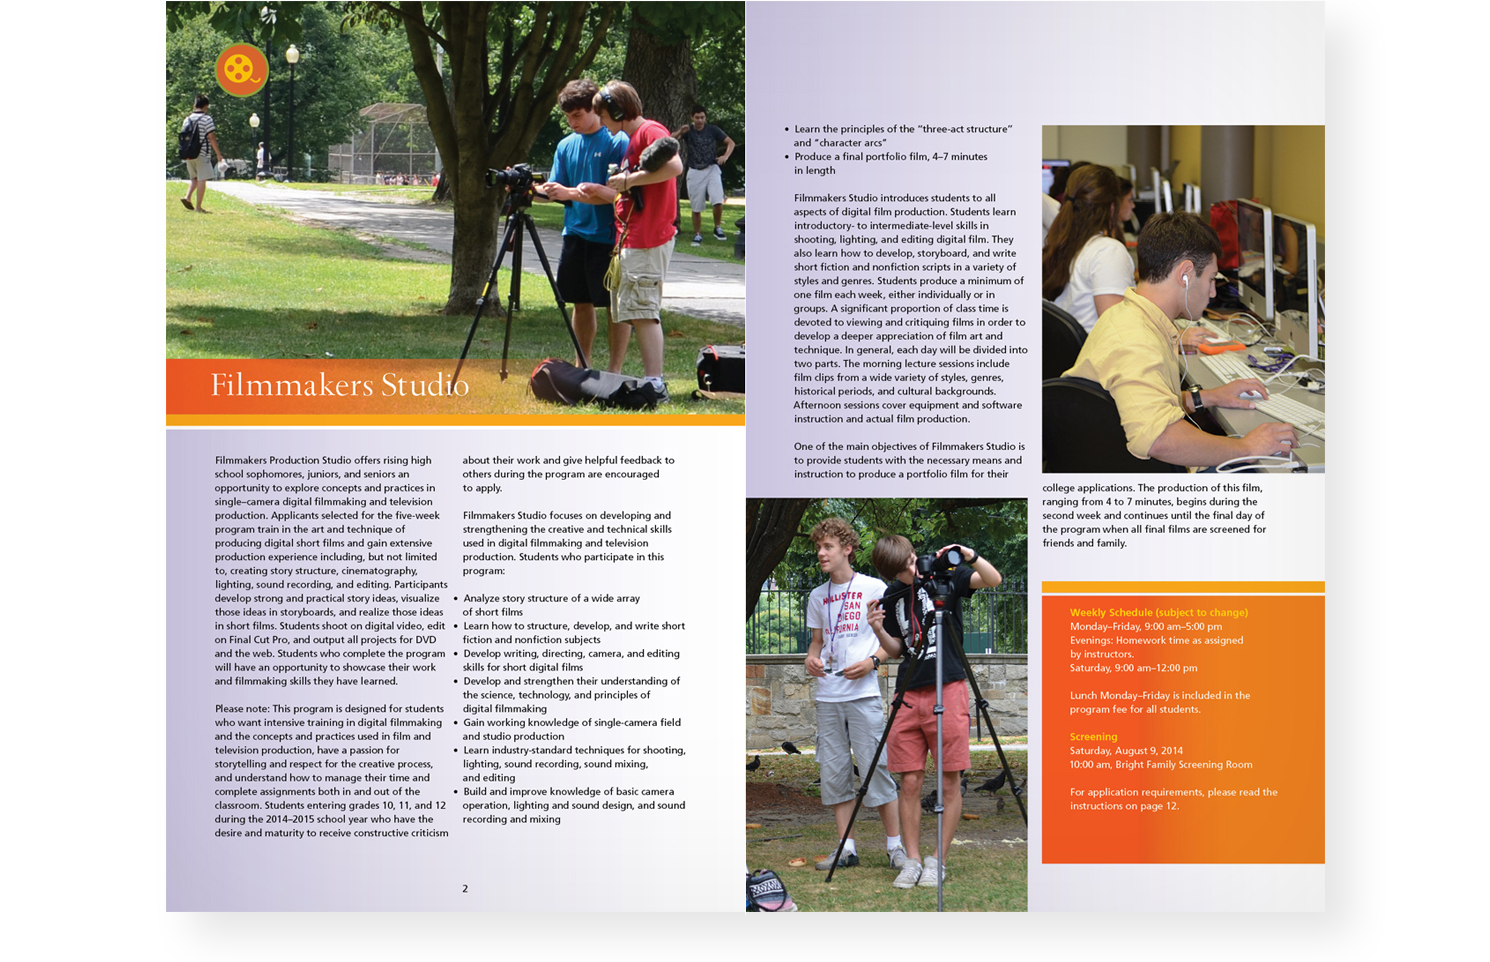 Filmmakers Studio
Filmmakers Production Studio offers rising high
school sophomores, juniors, and seniors an
opportunity to explore concepts and practices in
single–camera digital filmmaking and television
production. Applicants selected for the five-week
program train in the art and technique of
producing digital short films and gain extensive
production experience including, but not limited
to, creating story structure, cinematography,
lighting, sound recording, and editing. Participants
develop strong and practical story ideas, visualize
those ideas in storyboards, and realize those ideas
in short films. Students shoot on digital video, edit
on Final Cut Pro, and output all projects for DVD
and the web. Students who complete the program
will have an opportunity to showcase their work
and filmmaking skills they have learned.
Please note: This program is designed for students
who want intensive training in digital filmmaking
and the concepts and practices used in film and
television production, have a passion for
storytelling and respect for the creative process,
and understand how to manage their time and
complete assignments both in and out of the
classroom. Students entering grades 10, 11, and 12
during the 2014–2015 school year who have the
desire and maturity to receive constructive criticism
about their work and give helpful feedback to
others during the program are encouraged
to apply.
Filmmakers Studio focuses on developing and
strengthening the creative and technical skills
used in digital filmmaking and television
production. Students who participate in this
program:
• Analyze story structure of a wide array
of short films
• Learn how to structure, develop, and write short
fiction and nonfiction subjects
• Develop writing, directing, camera, and editing
skills for short digital films
• Develop and strengthen their understanding of
the science, technology, and principles of
digital filmmaking
• Gain working knowledge of single-camera field
and studio production
• Learn industry-standard techniques for shooting,
lighting, sound recording, sound mixing,
and editing
• Build and improve knowledge of basic camera
operation, lighting and sound design, and sound
recording and mixing
2
• Learn the principles of the “three-act structure”
and “character arcs”
• Produce a final portfolio film, 4–7 minutes
in length
Filmmakers Studio introduces students to all
aspects of digital film production. Students learn
introductory- to intermediate-level skills in
shooting, lighting, and editing digital film. They
also learn how to develop, storyboard, and write
short fiction and nonfiction scripts in a variety of
styles and genres. Students produce a minimum of
one film each week, either individually or in
groups. A significant proportion of class time is
devoted to viewing and critiquing films in order to
develop a deeper appreciation of film art and
technique. In general, each day will be divided into
two parts. The morning lecture sessions include
film clips from a wide variety of styles, genres,
historical periods, and cultural backgrounds.
Afternoon sessions cover equipment and software
instruction and actual film production.
One of the main objectives of Filmmakers Studio is
to provide students with the necessary means and
instruction to produce a portfolio film for their
college applications. The production of this film,
ranging from 4 to 7 minutes, begins during the
second week and continues until the final day of
the program when all final films are screened for
friends and family.
HOLLISTER
SAN
DIEGO
CALIFORNIA
Weekly Schedule (subject to change)
Monday–Friday, 9:00 am–5:00 pm
Evenings: Homework time as assigned
by instructors.
Saturday, 9:00 am–12:00 pm
Lunch Monday–Friday is included in the
program fee for all students.
Screening
Saturday, August 9, 2014
10:00 am, Bright Family Screening Room
For application requirements, please read the
instructions on page 12.